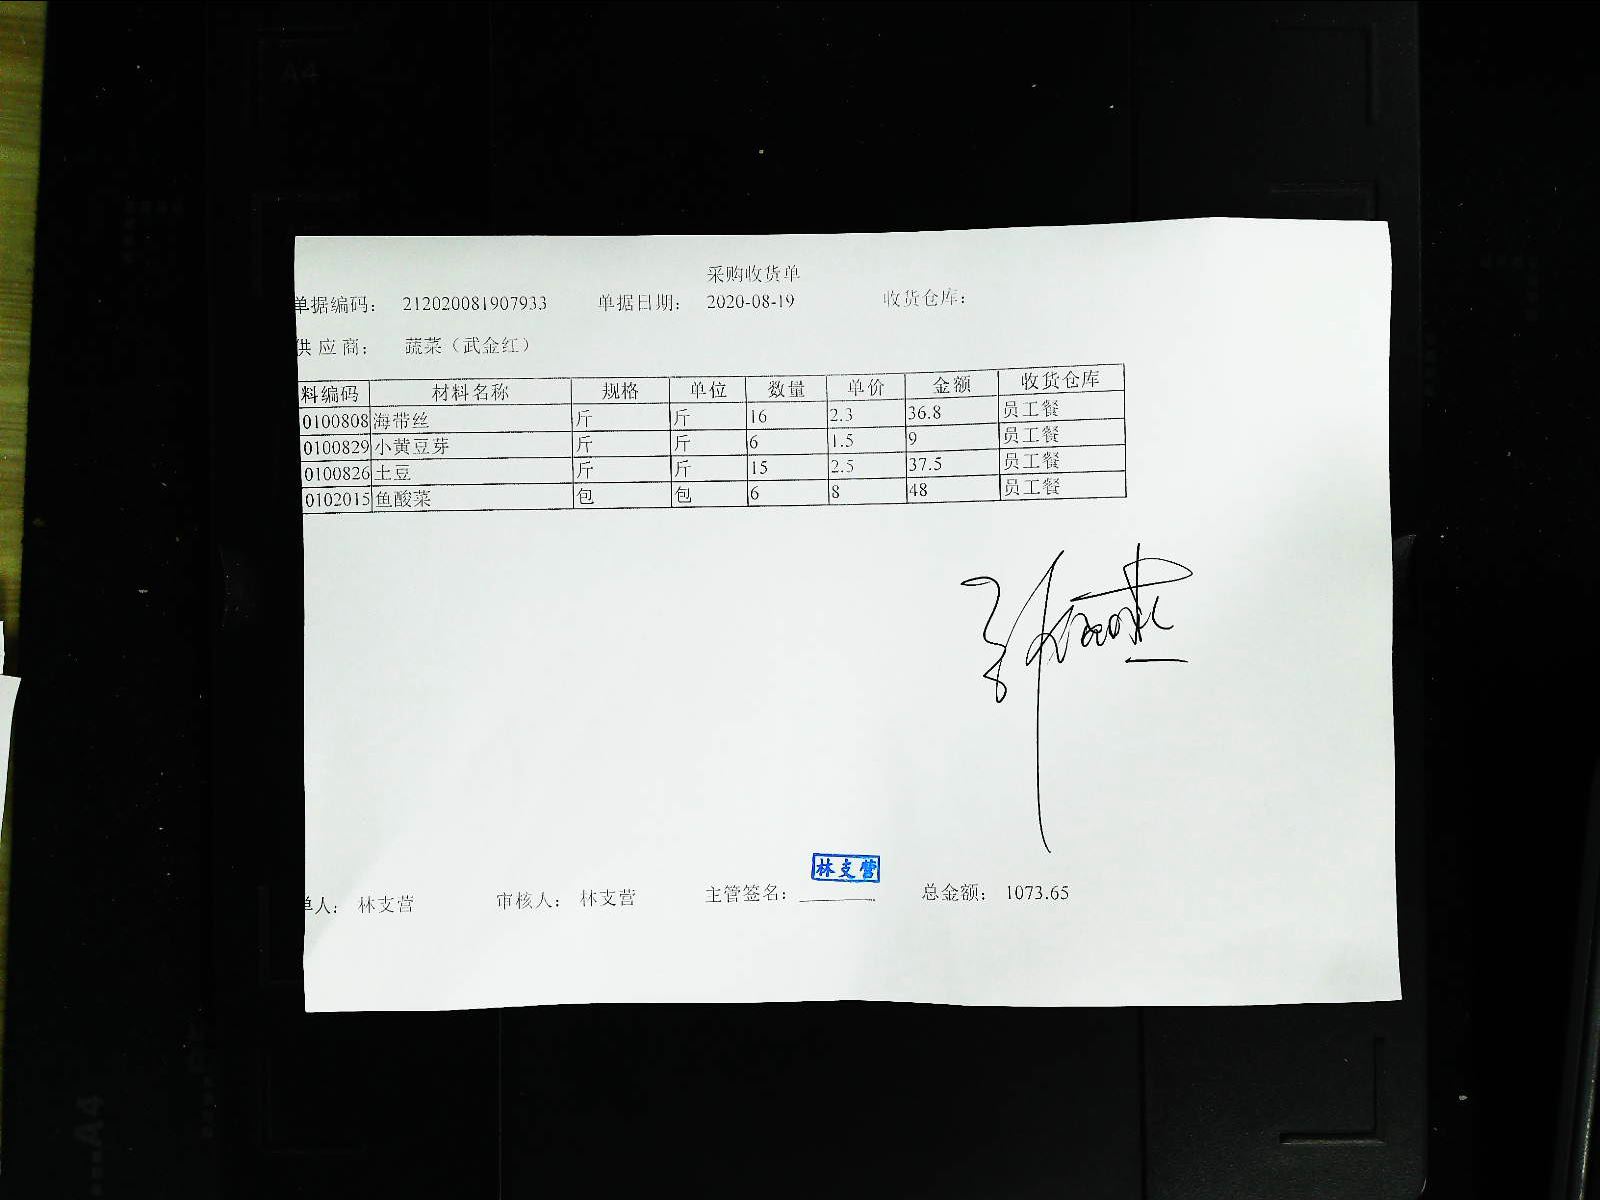 采购收货单
单据编码： 212020081907933 单据日期： 2020-08-19 收货仓库：
供应商： 蔬菜（武金红）
料编码 材料名称 规格 单位 数量 单价 金额 收货仓库
0100808 海带丝 斤 斤 16 2.3 36.8 员工餐
0100829 小黄豆芽 斤 斤 6 1.5 9 员工餐
0100826 土豆 斤 斤 15 2.5 37.5 员工餐
0102015 鱼酸菜 包 包 6 8 48 员工餐
林支营
单人： 林支营 审核人： 林支营 主管签名： 总金额： 1073.65
A4
A4